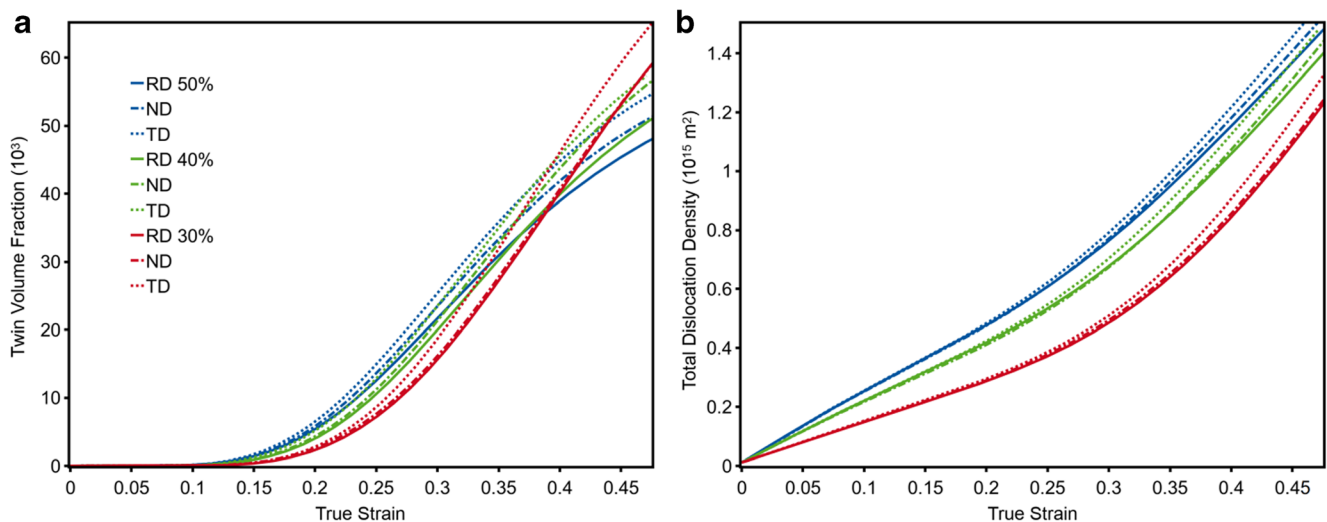 a
Twin Volume Fraction (10³)
60
50
40
30
20
10
0
RD 50%
ND
TD
RD 40%
ND
TD
RD 30%
ND
TD
0 0.05 0.1 0.15 0.2 0.25 0.3 0.35 0.4 0.45
True Strain
b
Total Dislocation Density (10¹⁵ m²)
1.4
1.2
1
0.8
0.6
0.4
0.2
0
0 0.05 0.1 0.15 0.2 0.25 0.3 0.35 0.4 0.45
True Strain